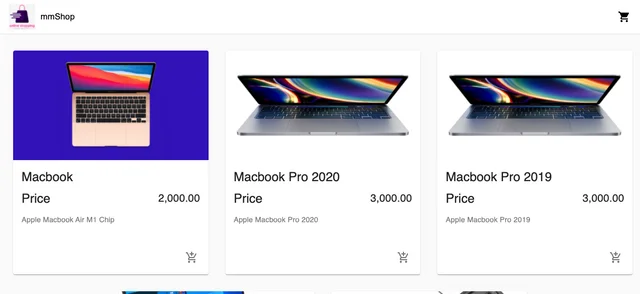 mmShop
Macbook
Price 2,000.00
Apple Macbook Air M1 Chip
Macbook Pro 2020
Price 3,000.00
Apple Macbook Pro 2020
Macbook Pro 2019
Price 3,000.00
Apple Macbook Pro 2019